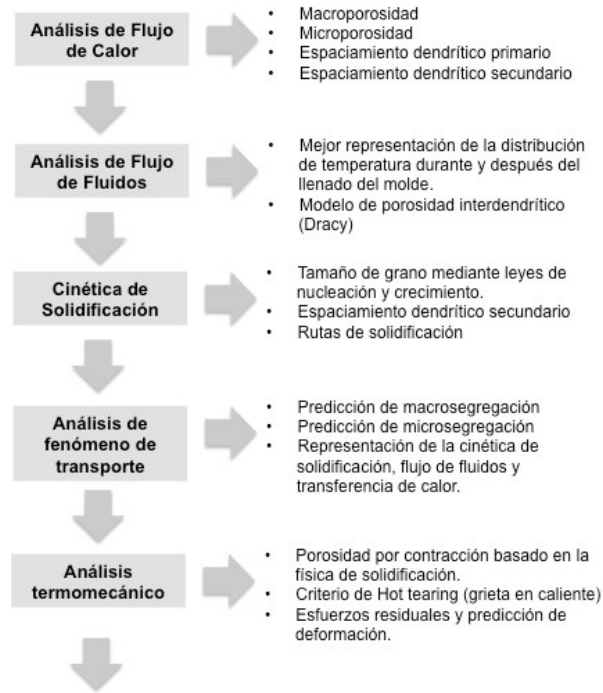 Análisis de Flujo
de Calor
• Macroporosidad
• Microporosidad
• Espaciamiento dendrítico primario
• Espaciamiento dendrítico secundario
Análisis de Flujo
de Fluidos
• Mejor representación de la distribución
de temperatura durante y después del
llenado del molde.
• Modelo de porosidad interdendrítico
(Dracy)
Cinética de
Solidificación
• Tamaño de grano mediante leyes de
nucleación y crecimiento.
• Espaciamiento dendrítico secundario
• Rutas de solidificación
Análisis de
fenómeno de
transporte
• Predicción de macrosegregación
• Predicción de microsegregación
• Representación de la cinética de
solidificación, flujo de fluidos y
transferencia de calor.
Análisis
termomecánico
• Porosidad por contracción basado en la
física de solidificación.
• Criterio de Hot tearing (grieta en caliente)
• Esfuerzos residuales y predicción de
deformación.